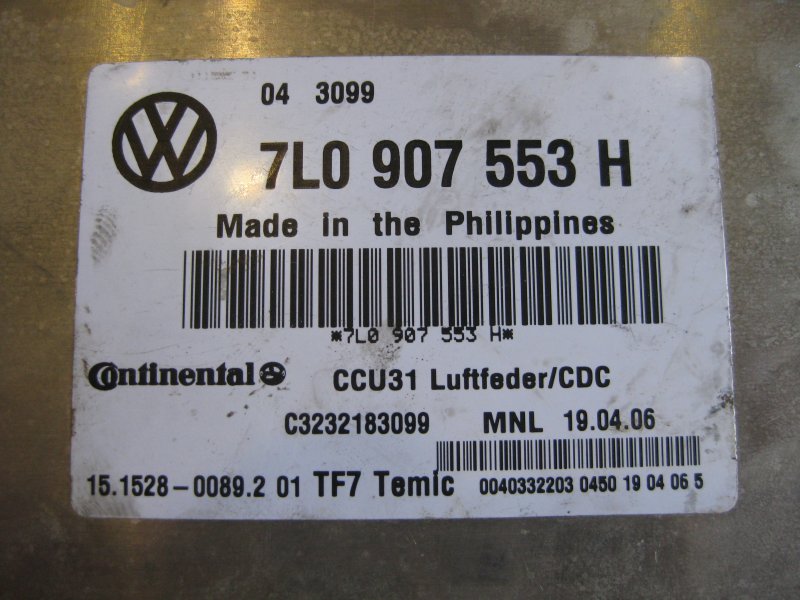 04 3099
7L0 907 553 H
Made in the Philippines
*7L0 907 553 H*
Continental CCU31 Luftfeder/CDC
C3232183099 MNL 19.04.06
15.1528-0089.2 01 TF7 Temic 0040332203 0450 19 04 06 5